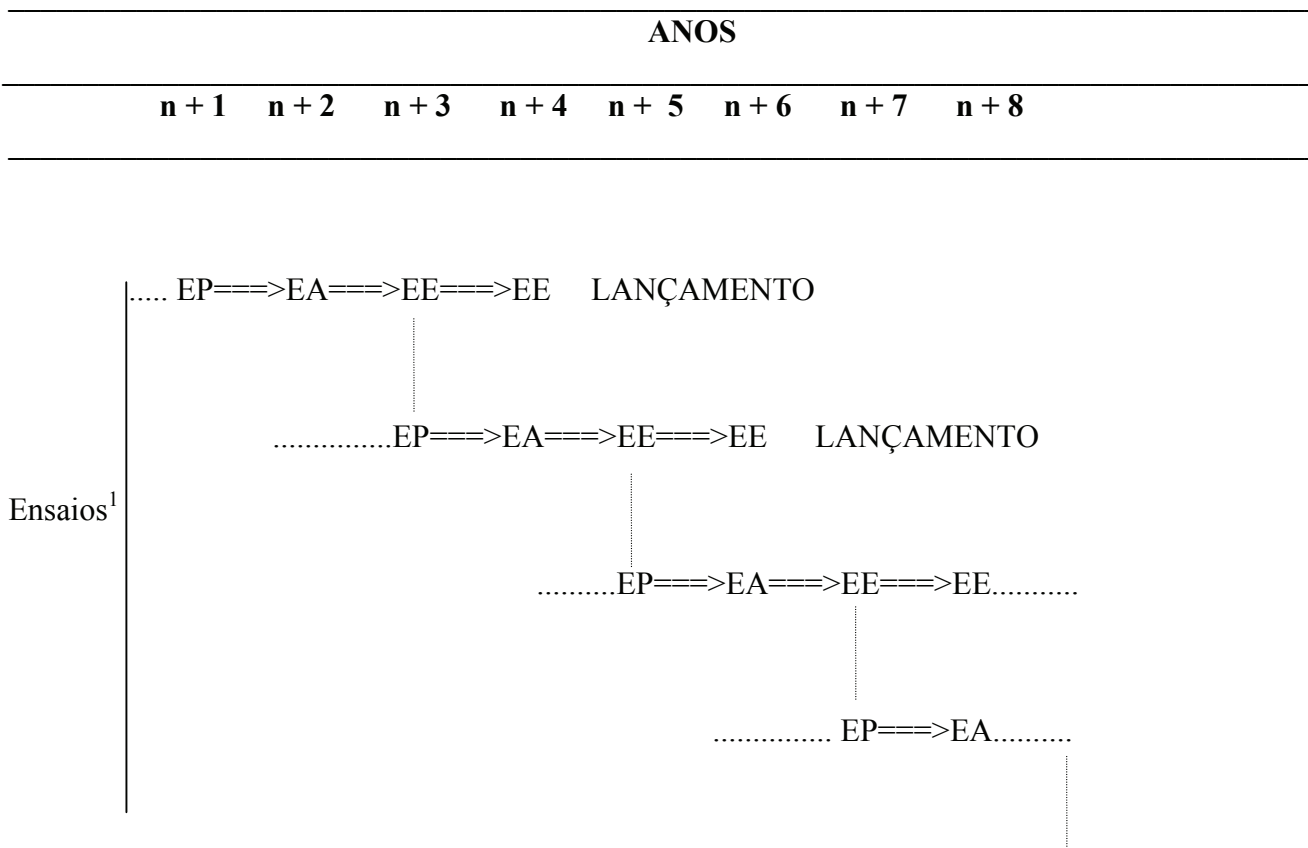 ANOS
n + 1 n + 2 n + 3 n + 4 n + 5 n + 6 n + 7 n + 8
..... EP===>EA===>EE===>EE LANÇAMENTO
...............EP===>EA===>EE===>EE LANÇAMENTO
Ensaios¹
..........EP===>EA===>EE===>EE...........
............... EP===>EA..........